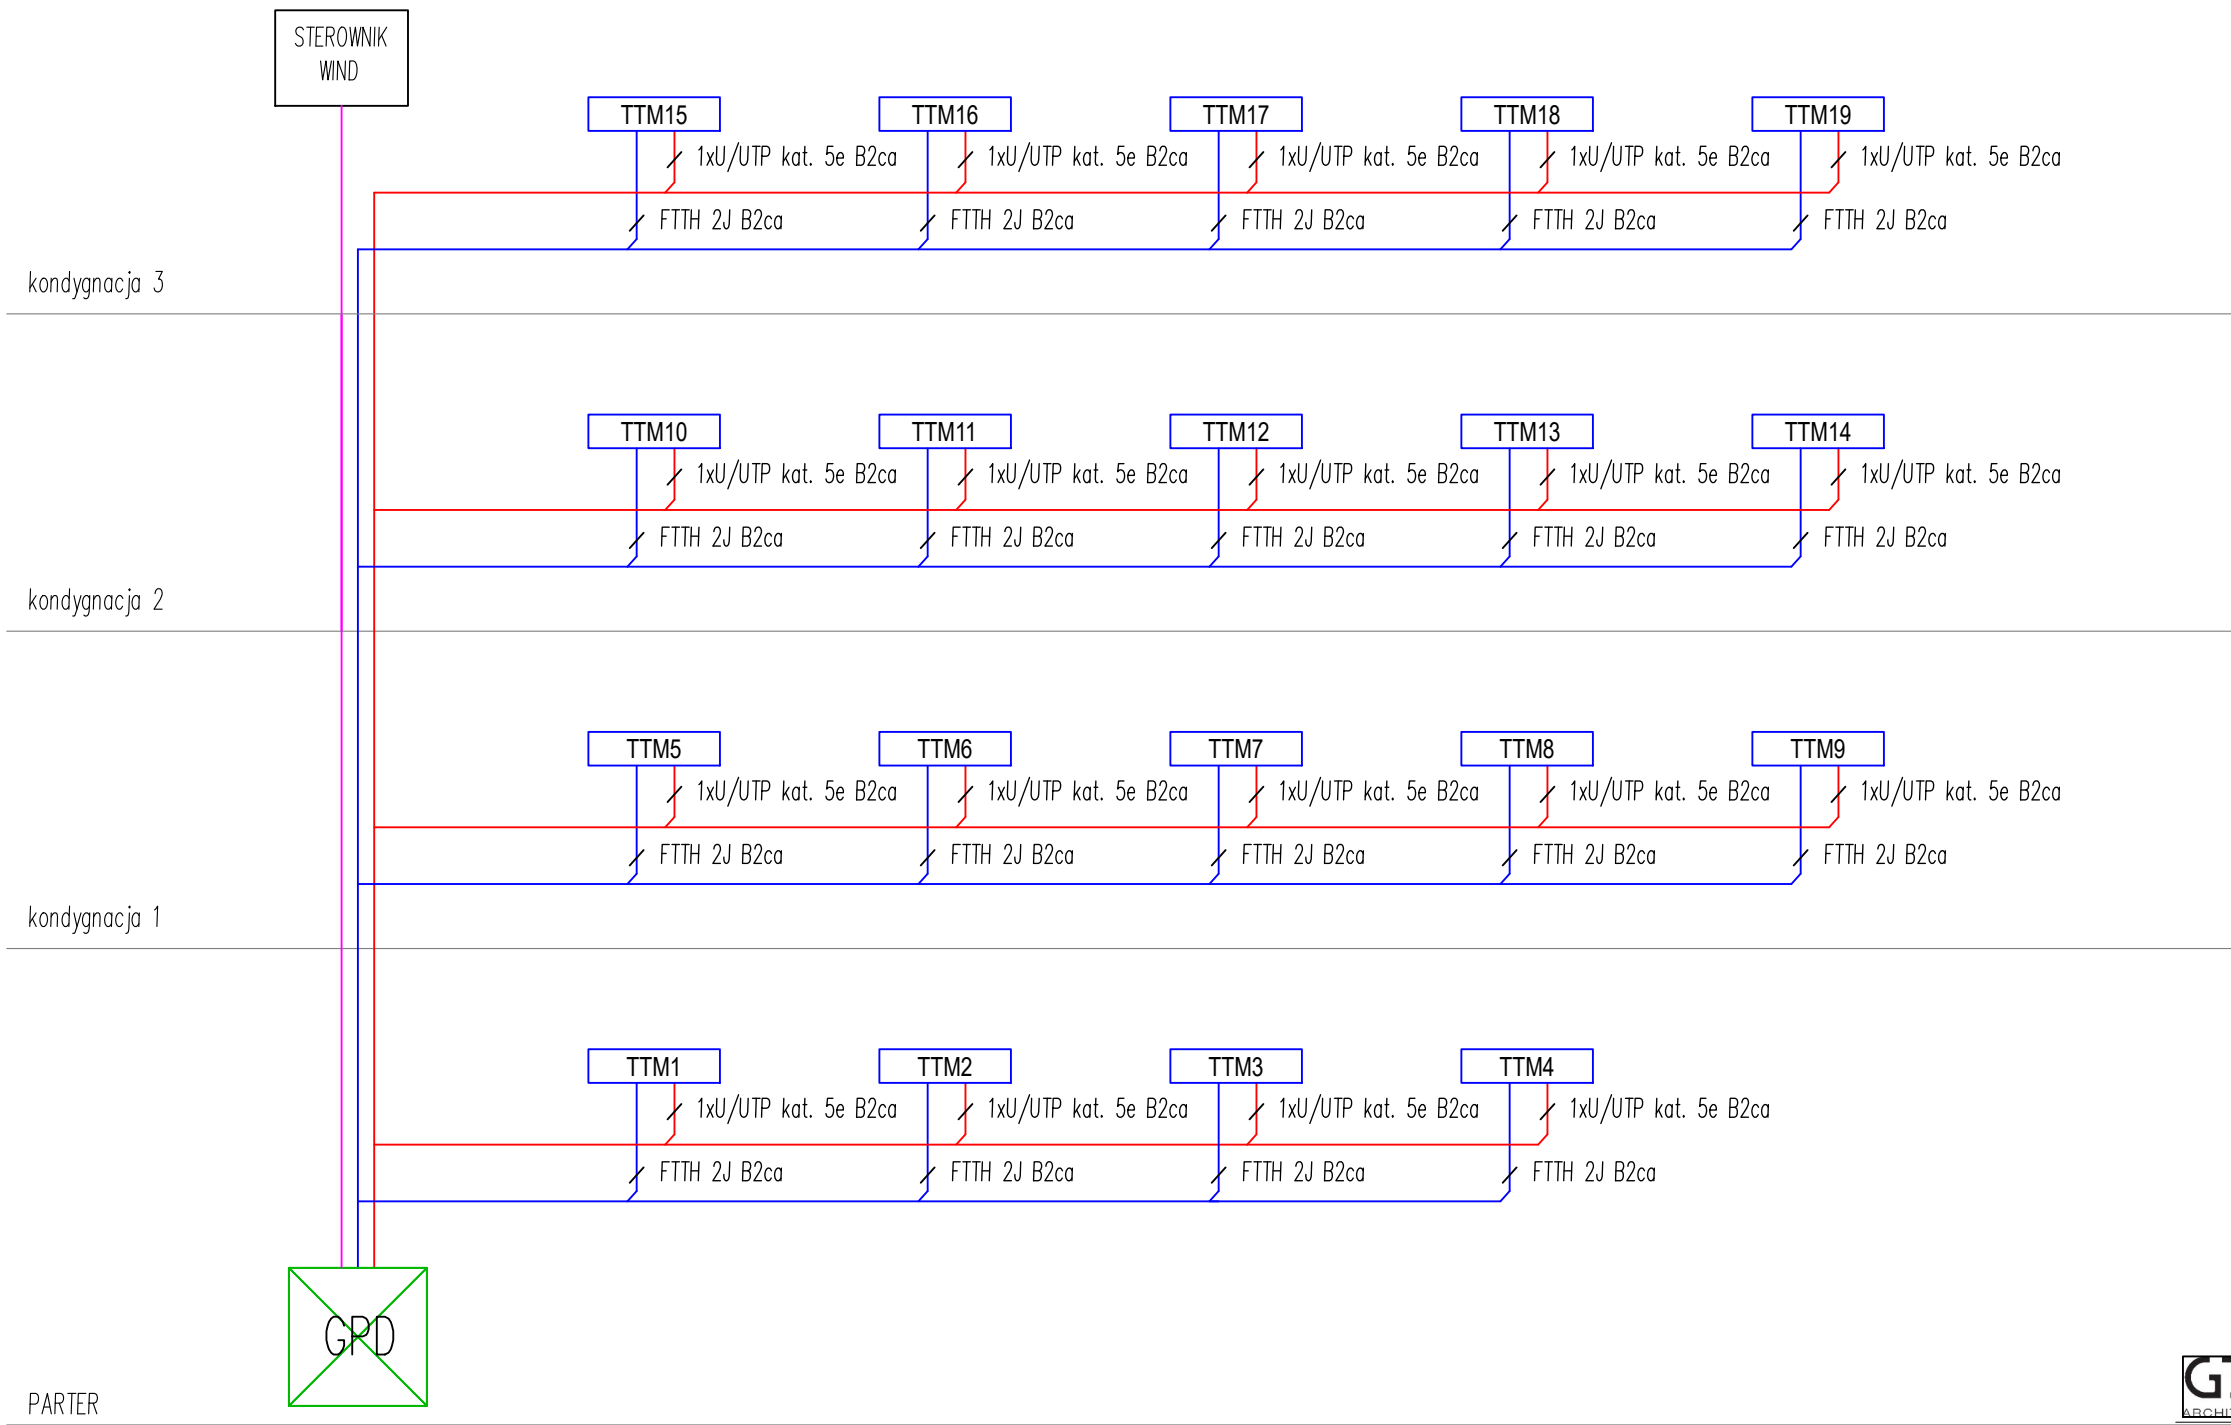 STEROWNIK
WIND
TTM15 TTM16 TTM17 TTM18 TTM19
1xU/UTP kat. 5e B2ca 1xU/UTP kat. 5e B2ca 1xU/UTP kat. 5e B2ca 1xU/UTP kat. 5e B2ca 1xU/UTP kat. 5e B2ca
FTTH 2J B2ca FTTH 2J B2ca FTTH 2J B2ca FTTH 2J B2ca FTTH 2J B2ca
kondygnacja 3
TTM10 TTM11 TTM12 TTM13 TTM14
1xU/UTP kat. 5e B2ca 1xU/UTP kat. 5e B2ca 1xU/UTP kat. 5e B2ca 1xU/UTP kat. 5e B2ca 1xU/UTP kat. 5e B2ca
FTTH 2J B2ca FTTH 2J B2ca FTTH 2J B2ca FTTH 2J B2ca FTTH 2J B2ca
kondygnacja 2
TTM5 TTM6 TTM7 TTM8 TTM9
1xU/UTP kat. 5e B2ca 1xU/UTP kat. 5e B2ca 1xU/UTP kat. 5e B2ca 1xU/UTP kat. 5e B2ca 1xU/UTP kat. 5e B2ca
FTTH 2J B2ca FTTH 2J B2ca FTTH 2J B2ca FTTH 2J B2ca FTTH 2J B2ca
kondygnacja 1
TTM1 TTM2 TTM3 TTM4
1xU/UTP kat. 5e B2ca 1xU/UTP kat. 5e B2ca 1xU/UTP kat. 5e B2ca 1xU/UTP kat. 5e B2ca
FTTH 2J B2ca FTTH 2J B2ca FTTH 2J B2ca FTTH 2J B2ca
GPD
PARTER